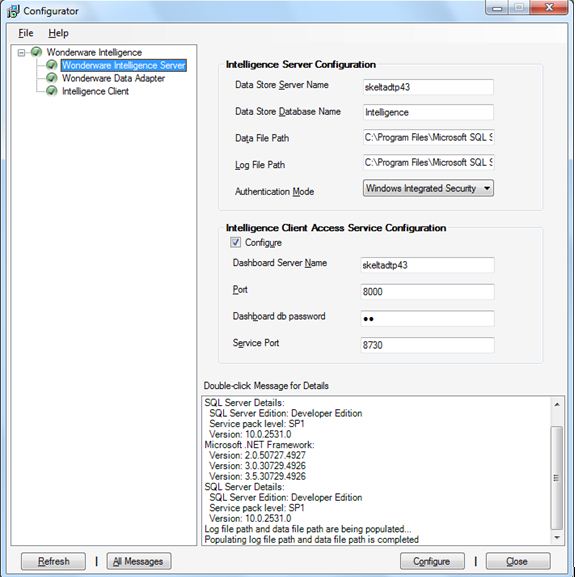 Configurator
File Help
Wonderware Intelligence
Wonderware Intelligence Server
Wonderware Data Adapter
Intelligence Client
Intelligence Server Configuration
Data Store Server Name skeltadtp43
Data Store Database Name Intelligence
Data File Path C:\Program Files\Microsoft SQL S
Log File Path C:\Program Files\Microsoft SQL S
Authentication Mode Windows Integrated Security
Intelligence Client Access Service Configuration
Configure
Dashboard Server Name skeltadtp43
Port 8000
Dashboard db password ●●
Service Port 8730
Double-click Message for Details
SQL Server Details:
SQL Server Edition: Developer Edition
Service pack level: SP1
Version: 10.0.2531.0
Microsoft .NET Framework:
Version: 2.0.50727.4927
Version: 3.0.30729.4926
Version: 3.5.30729.4926
SQL Server Details:
SQL Server Edition: Developer Edition
Service pack level: SP1
Version: 10.0.2531.0
Log file path and data file path are being populated...
Populating log file path and data file path is completed
Refresh | All Messages Configure | Close